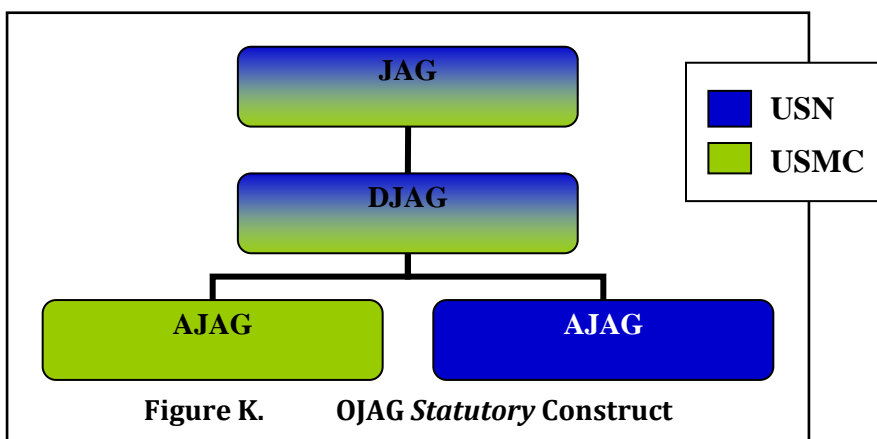 JAG
USN
USMC
DJAG
AJAG AJAG
Figure K. OJAG Statutory Construct